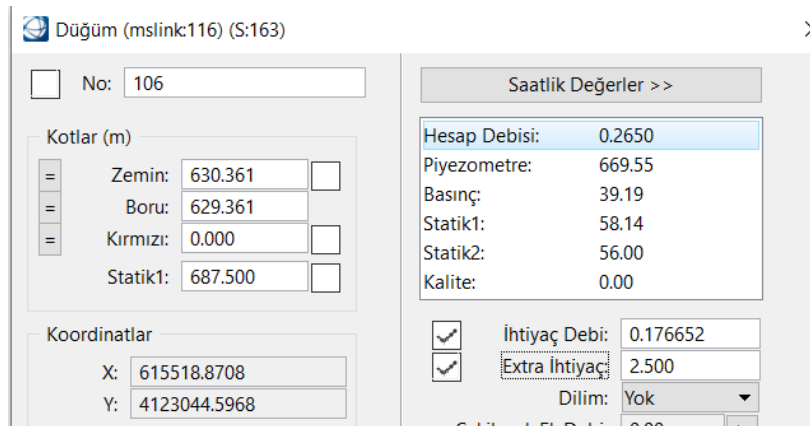 Düğüm (mslink:116) (S:163)
No: 106
Kotlar (m)
= Zemin: 630.361
= Boru: 629.361
= Kırmızı: 0.000
Statik1: 687.500
Koordinatlar
X: 615518.8708
Y: 4123044.5968
Saatlik Değerler >>
Hesap Debisi: 0.2650
Piyezometre: 669.55
Basınç: 39.19
Statik1: 58.14
Statik2: 56.00
Kalite: 0.00
İhtiyaç Debi: 0.176652
Extra İhtiyaç: 2.500
Dilim: Yok